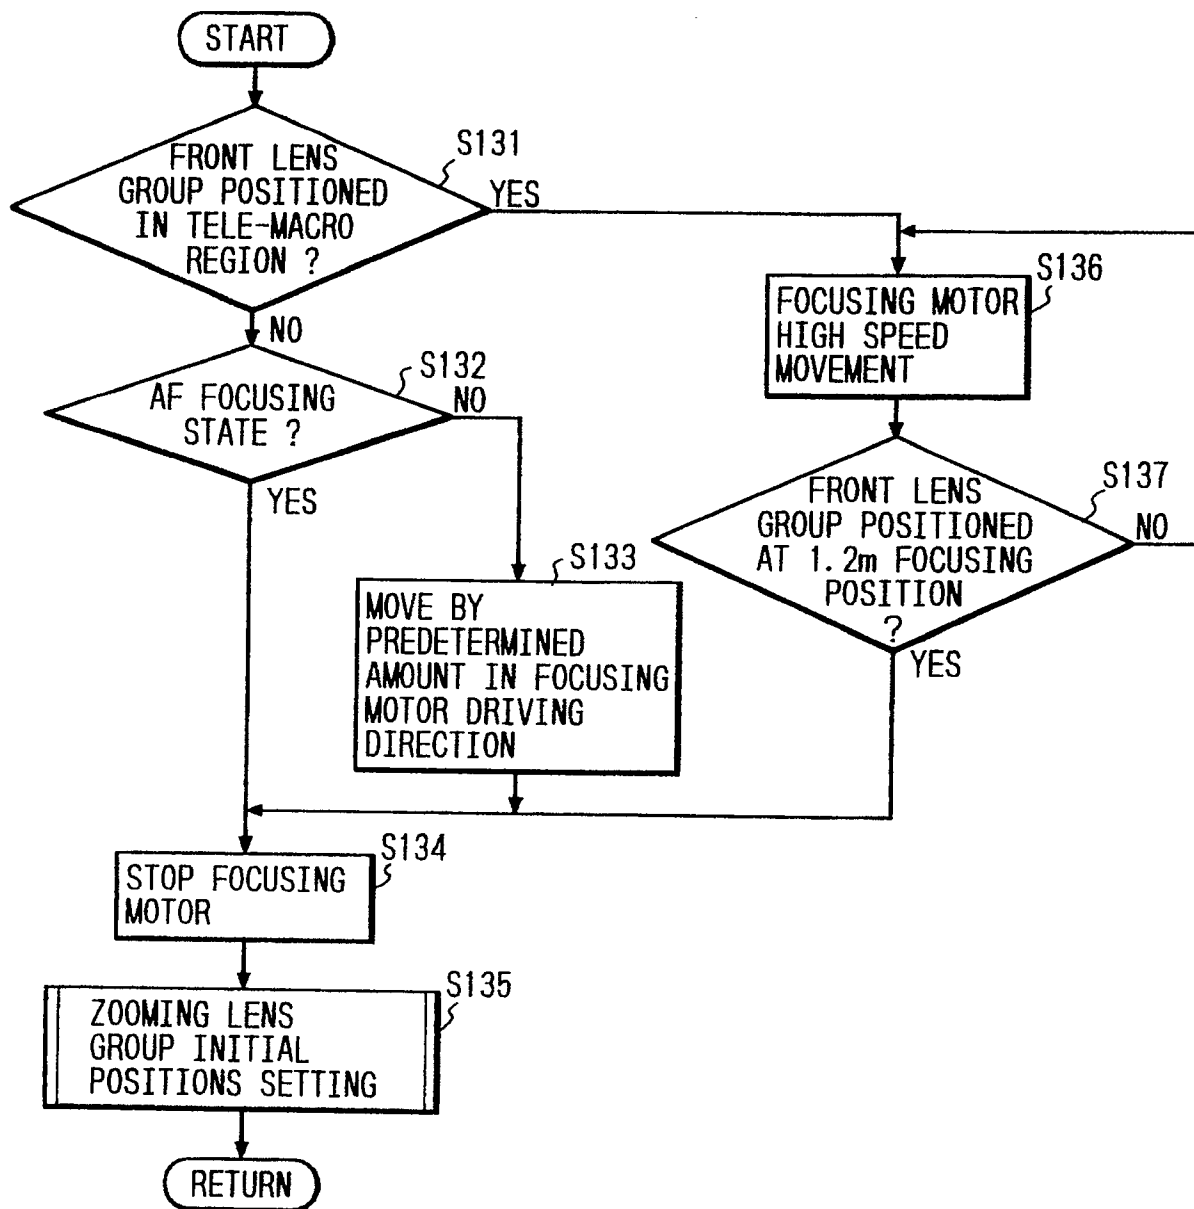 START
FRONT LENS
GROUP POSITIONED
IN TELE-MACRO
REGION ?
S131
YES
NO
AF FOCUSING
STATE ?
S132
NO
YES
MOVE BY
PREDETERMINED
AMOUNT IN FOCUSING
MOTOR DRIVING
DIRECTION
S133
FOCUSING MOTOR
HIGH SPEED
MOVEMENT
S136
FRONT LENS
GROUP POSITIONED
AT 1.2m FOCUSING
POSITION
?
S137
NO
YES
STOP FOCUSING
MOTOR
S134
ZOOMING LENS
GROUP INITIAL
POSITIONS SETTING
S135
RETURN